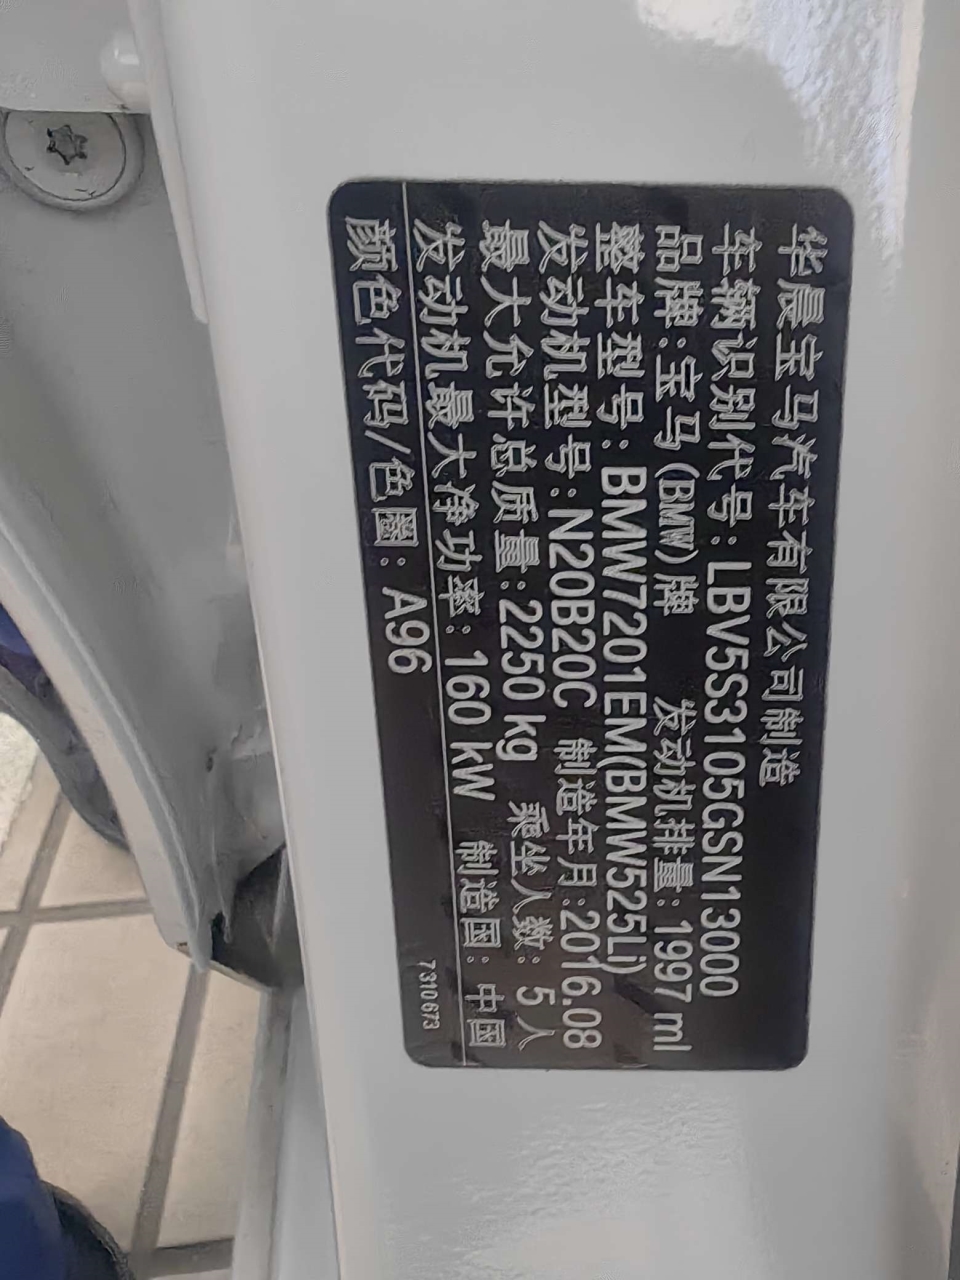 华晨宝马汽车有限公司制造
车辆识别代号:LBV5S3105GSN13000
品牌:宝马(BMW)牌 发动机排量:1997 ml
整车型号:BMW7201EM(BMW525Li)
发动机型号:N20B20C 制造年月:2016.08
最大允许总质量:2250 kg 乘坐人数:5人
发动机最大净功率:160 kW 制造国:中国
颜色代码/色圈:A96
7310673